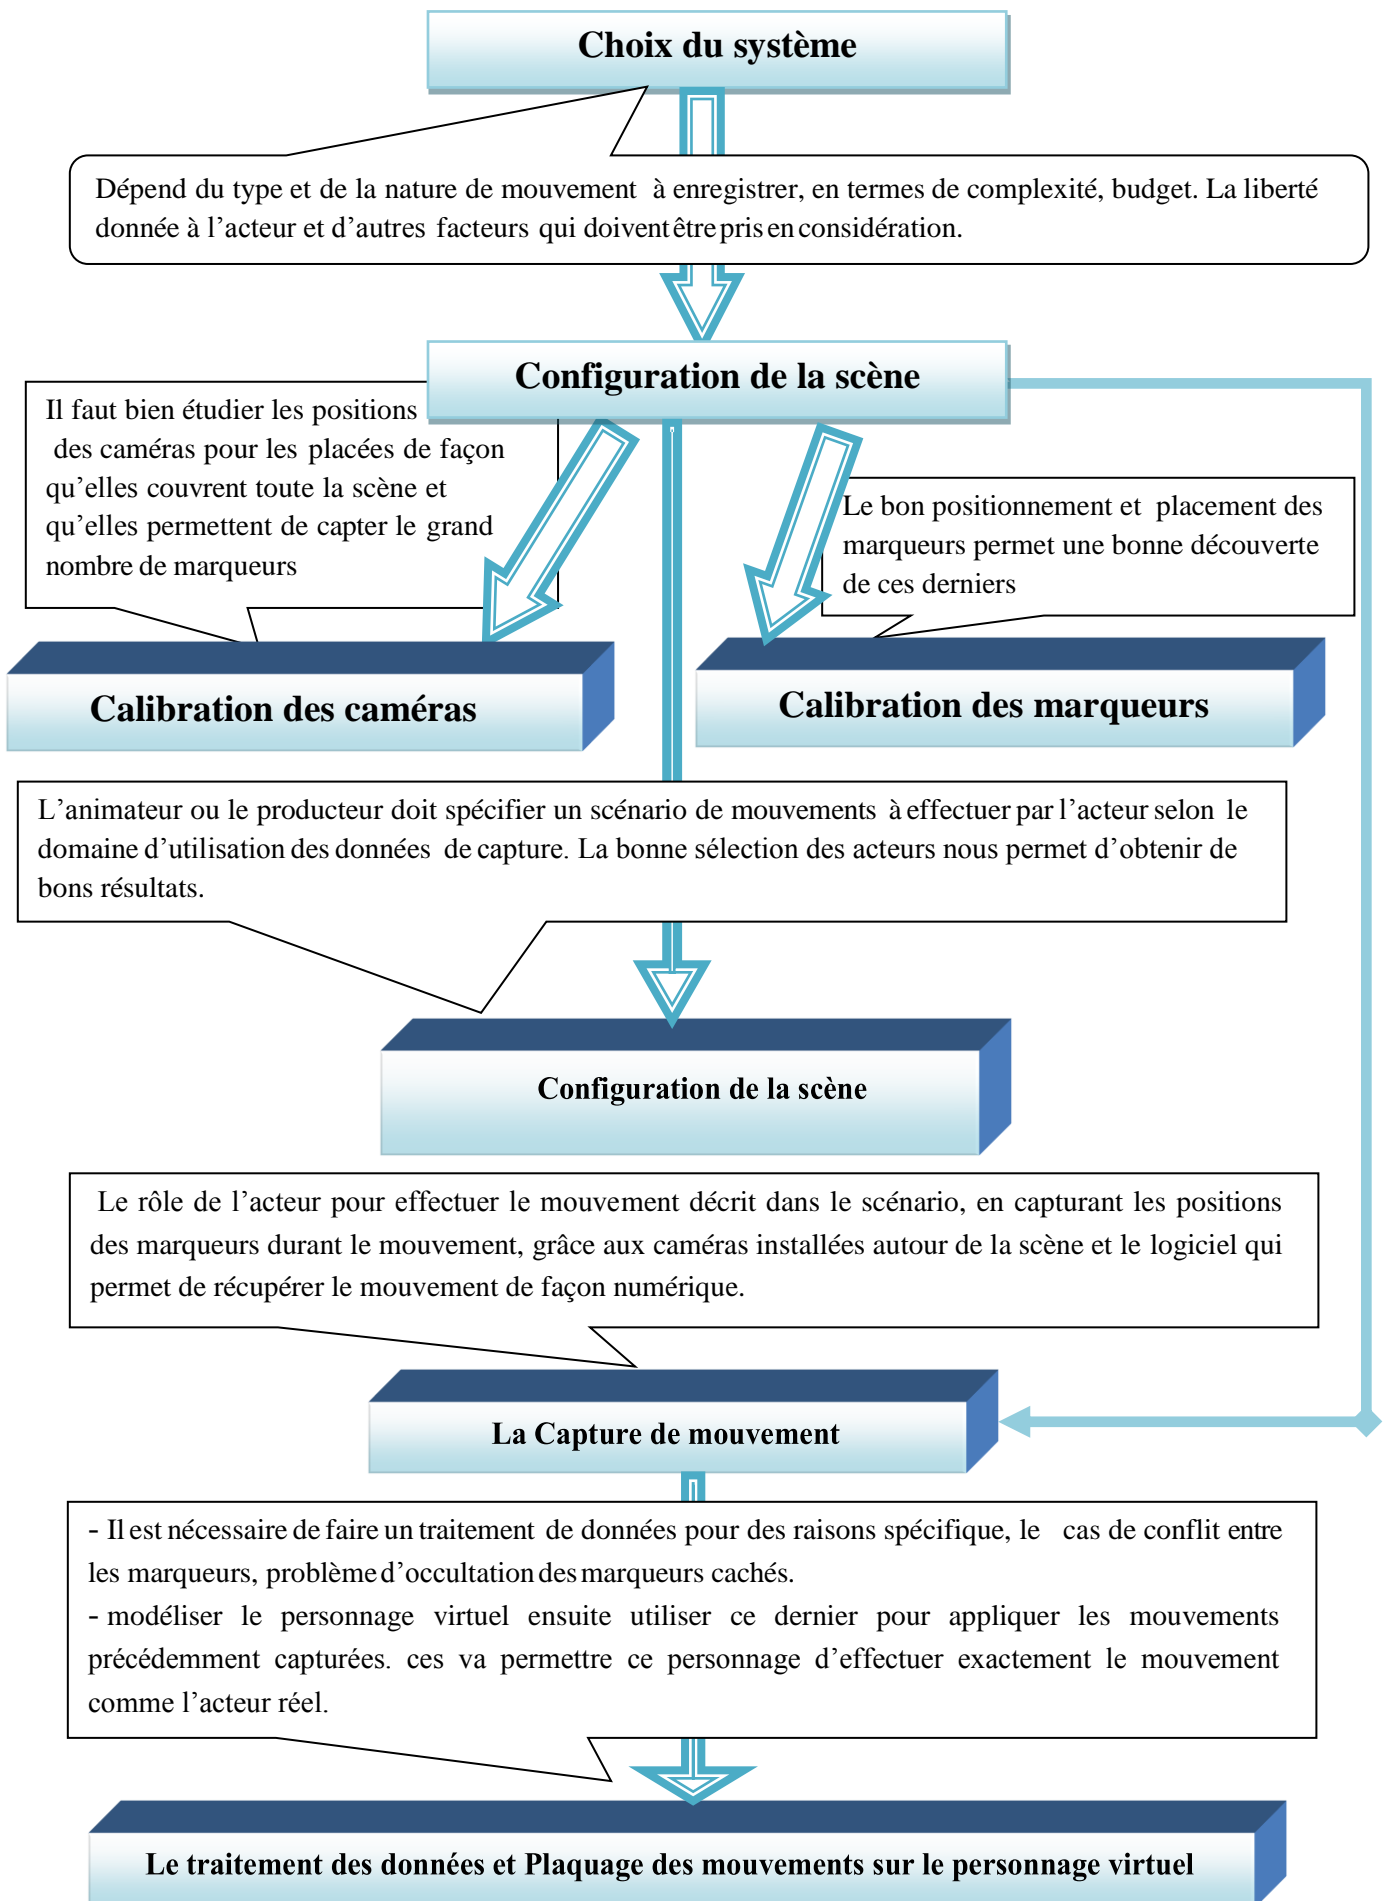 Choix du système
Dépend du type et de la nature de mouvement à enregistrer, en termes de complexité, budget. La liberté
donnée à l’acteur et d’autres facteurs qui doivent être pris en considération.
Configuration de la scène
Il faut bien étudier les positions
des caméras pour les placées de façon
qu’elles couvrent toute la scène et
qu’elles permettent de capter le grand
nombre de marqueurs
Le bon positionnement et placement des
marqueurs permet une bonne découverte
de ces derniers
Calibration des caméras
Calibration des marqueurs
L’animateur ou le producteur doit spécifier un scénario de mouvements à effectuer par l’acteur selon le
domaine d’utilisation des données de capture. La bonne sélection des acteurs nous permet d’obtenir de
bons résultats.
Configuration de la scène
Le rôle de l’acteur pour effectuer le mouvement décrit dans le scénario, en capturant les positions
des marqueurs durant le mouvement, grâce aux caméras installées autour de la scène et le logiciel qui
permet de récupérer le mouvement de façon numérique.
La Capture de mouvement
- Il est nécessaire de faire un traitement de données pour des raisons spécifique, le cas de conflit entre
les marqueurs, problème d’occultation des marqueurs cachés.
- modéliser le personnage virtuel ensuite utiliser ce dernier pour appliquer les mouvements
précédemment capturées. ces va permettre ce personnage d’effectuer exactement le mouvement
comme l’acteur réel.
Le traitement des données et Plaquage des mouvements sur le personnage virtuel